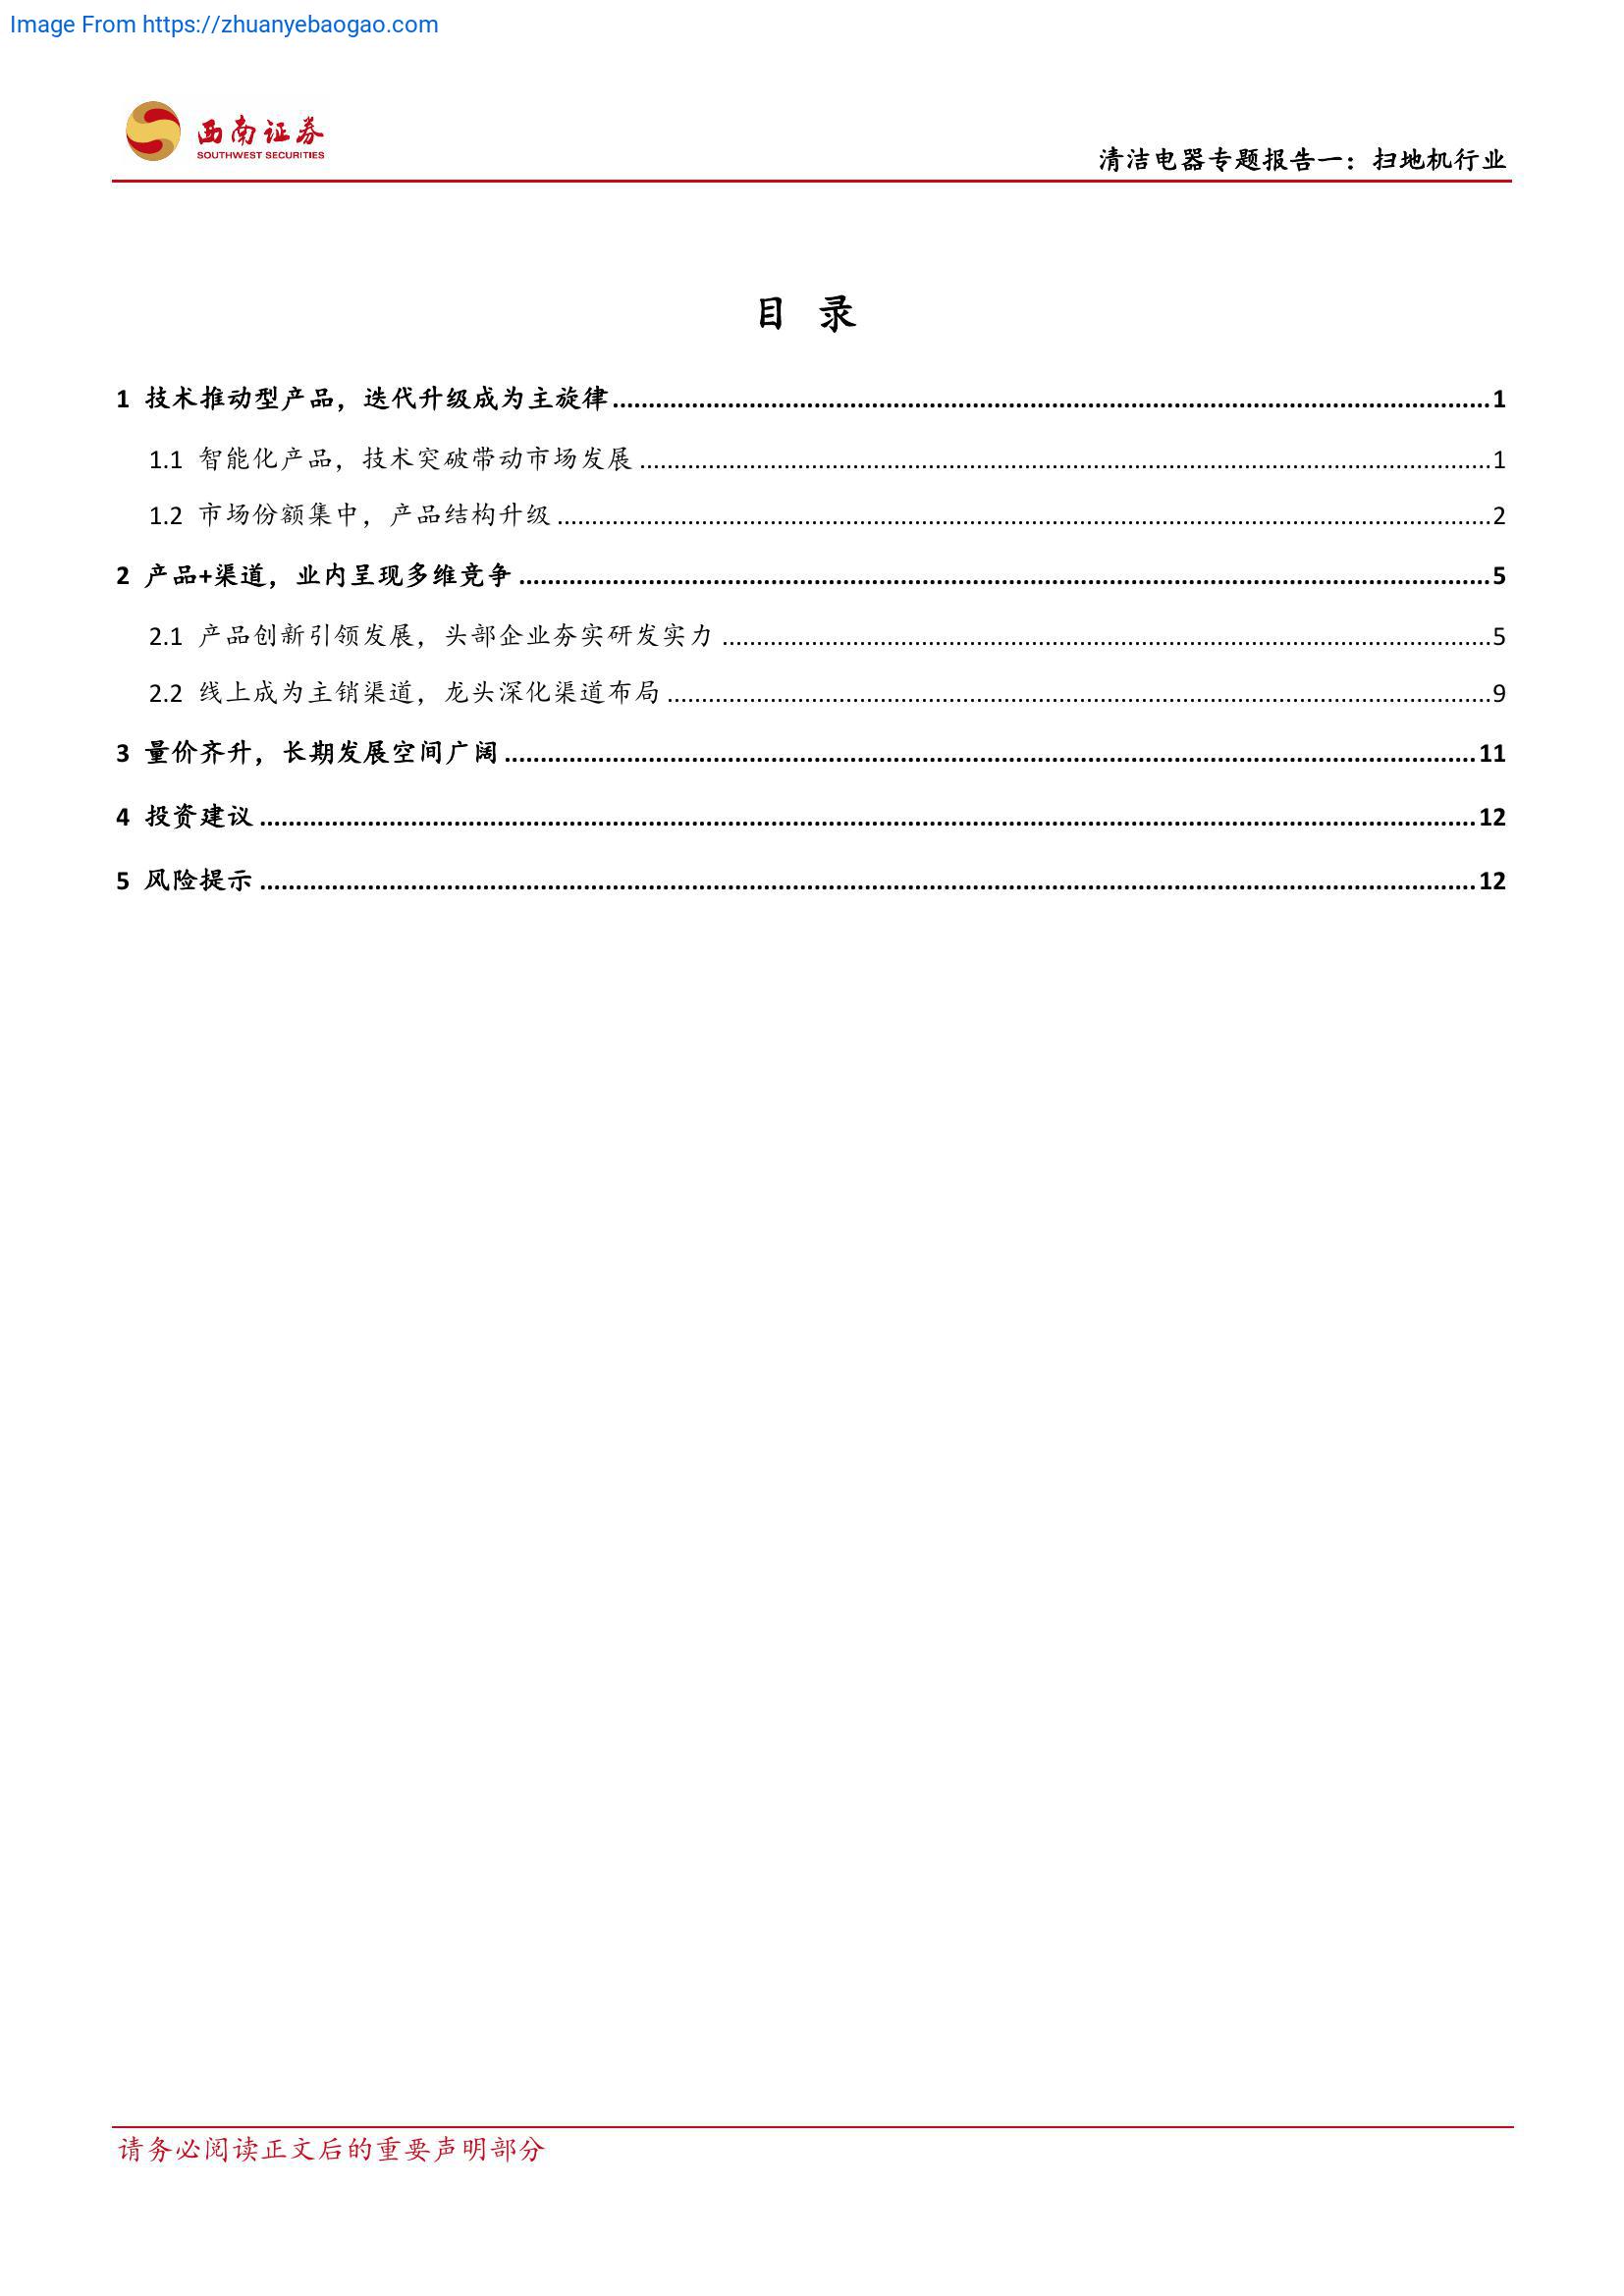 Image From https://zhuanyebaogao.com
西南证券
SOUTHWEST SECURITIES
清洁电器专题报告一：扫地机行业
目 录
1 技术推动型产品，迭代升级成为主旋律 1
1.1 智能化产品，技术突破带动市场发展 1
1.2 市场份额集中，产品结构升级 2
2 产品+渠道，业内呈现多维竞争 5
2.1 产品创新引领发展，头部企业夯实研发实力 5
2.2 线上成为主销渠道，龙头深化渠道布局 9
3 量价齐升，长期发展空间广阔 11
4 投资建议 12
5 风险提示 12
请务必阅读正文后的重要声明部分